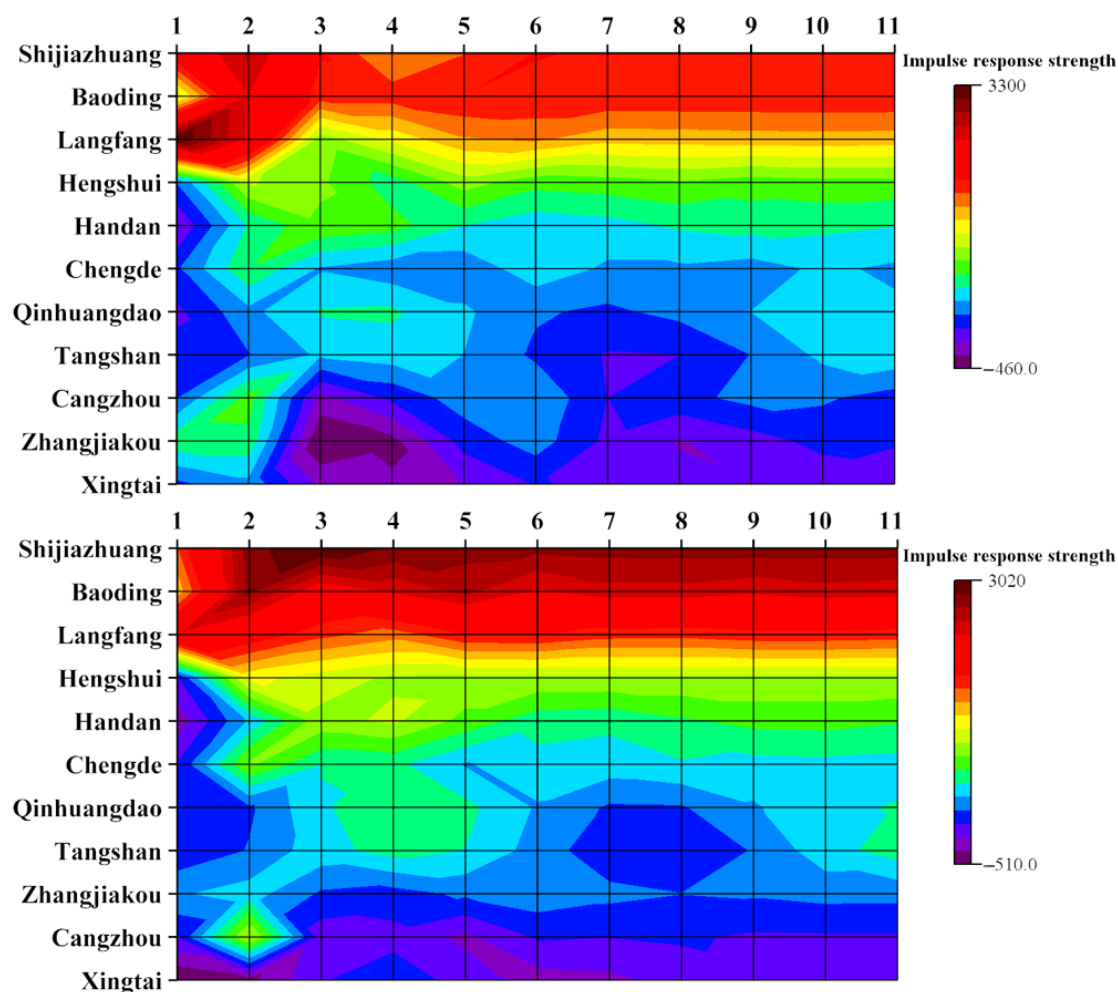 1 2 3 4 5 6 7 8 9 10 11
Shijiazhuang
Baoding
Langfang
Hengshui
Handan
Chengde
Qinhuangdao
Tangshan
Cangzhou
Zhangjiakou
Xingtai
Impulse response strength
3300
−460.0
1 2 3 4 5 6 7 8 9 10 11
Shijiazhuang
Baoding
Langfang
Hengshui
Handan
Chengde
Qinhuangdao
Tangshan
Zhangjiakou
Cangzhou
Xingtai
Impulse response strength
3020
−510.0